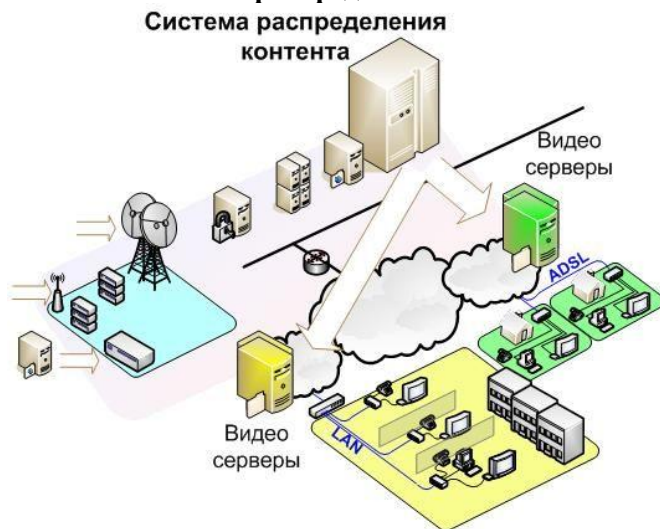 Система распределения
контента
Видео
серверы
ADSL
LAN
Видео
серверы